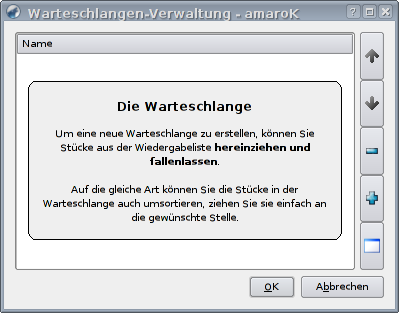 Warteschlangen-Verwaltung - amaroK
Name
Die Warteschlange
Um eine neue Warteschlange zu erstellen, können Sie
Stücke aus der Wiedergabeliste hereinziehen und
fallenlassen.
Auf die gleiche Art können Sie die Stücke in der
Warteschlange auch umsortieren, ziehen Sie sie einfach an
die gewünschte Stelle.
OK
Abbrechen